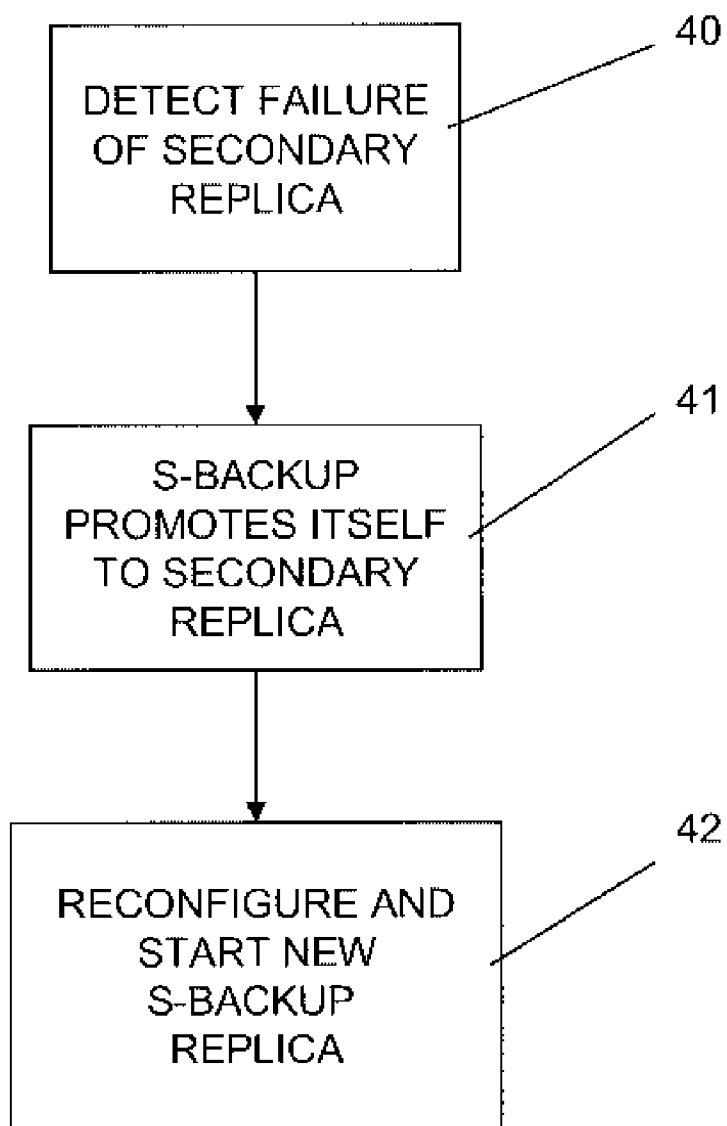 40
DETECT FAILURE
OF SECONDARY
REPLICA
41
S-BACKUP
PROMOTES ITSELF
TO SECONDARY
REPLICA
42
RECONFIGURE AND
START NEW
S-BACKUP
REPLICA